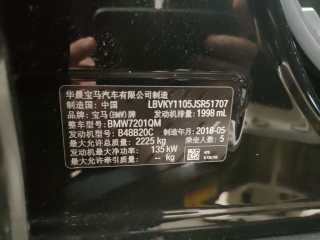 华晨宝马汽车有限公司制造
制造国: 中国 LBVKY1105JSR51707
品牌: 宝马(BMW)牌 发动机排量: 1998 mL
整车型号: BMW7201QM
发动机型号: B48B20C 制造年月: 2018-05
最大允许总质量: 2225 kg 乘坐人数: 5
发动机最大净功率: 135 kW
最大允许牵引质量: kg